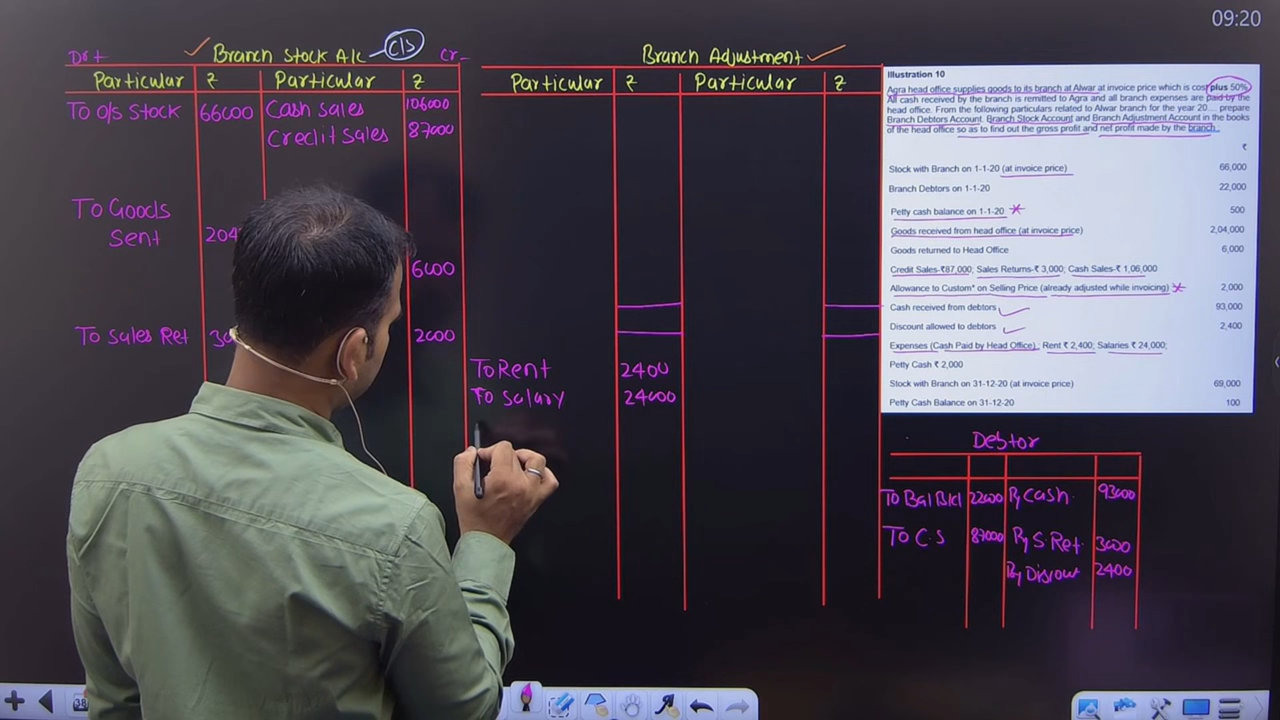 09:20
Dr + Branch Stock A/c C/S Cr -
Particular ₹ Particular ₹
To o/s Stock 66000 Cash Sales 106000
Credit Sales 87000
To Goods
Sent 204
6000
To Sales Ret 2000
Branch Adjustment
Particular ₹ Particular ₹
To Rent 2400
To Salary 24000
Illustration 10
Agra head office supplies goods to its branch at Alwar at invoice price which is cost plus 50%.
All cash received by the branch is remitted to Agra and all branch expenses are paid by the
head office. From the following particulars related to Alwar branch for the year 20.... prepare
Branch Debtors Account. Branch Stock Account and Branch Adjustment Account in the books
of the head office so as to find out the gross profit and net profit made by the branch :
₹
Stock with Branch on 1-1-20 (at invoice price) 66,000
Branch Debtors on 1-1-20 22,000
Petty cash balance on 1-1-20 500
Goods received from head office (at invoice price) 2,04,000
Goods returned to Head Office 6,000
Credit Sales-₹87,000; Sales Returns-₹ 3,000; Cash Sales-₹ 1,06,000
Allowance to Custom* on Selling Price (already adjusted while invoicing) 2,000
Cash received from debtors 93,000
Discount allowed to debtors 2,400
Expenses (Cash Paid by Head Office) : Rent ₹ 2,400; Salaries ₹ 24,000;
Petty Cash ₹ 2,000
Stock with Branch on 31-12-20 (at invoice price) 69,000
Petty Cash Balance on 31-12-20 100
Debtor
To Bal B/d 22000 By Cash 93000
To C.S 87000 By S. Ret. 3000
By Discout 2400
38